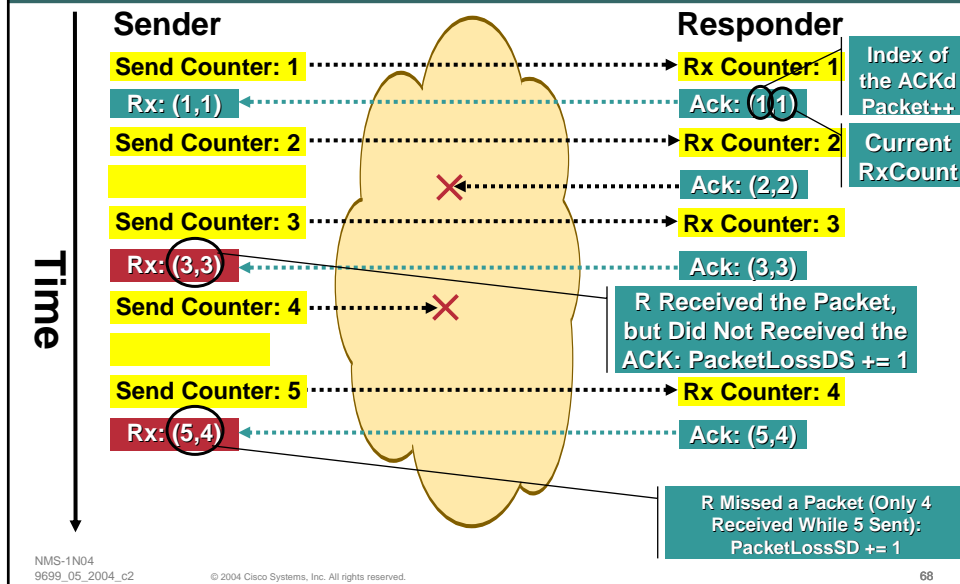 Sender
Responder
Send Counter: 1
Rx Counter: 1
Index of
the ACKd
Packet++
Rx: (1,1)
Ack: (1,1)
Send Counter: 2
Rx Counter: 2
Current
RxCount
Ack: (2,2)
Send Counter: 3
Rx Counter: 3
Time
Rx: (3,3)
Ack: (3,3)
Send Counter: 4
R Received the Packet,
but Did Not Received the
ACK: PacketLossDS += 1
Send Counter: 5
Rx Counter: 4
Rx: (5,4)
Ack: (5,4)
R Missed a Packet (Only 4
Received While 5 Sent):
PacketLossSD += 1
NMS-1N04
9699_05_2004_c2
© 2004 Cisco Systems, Inc. All rights reserved.
68